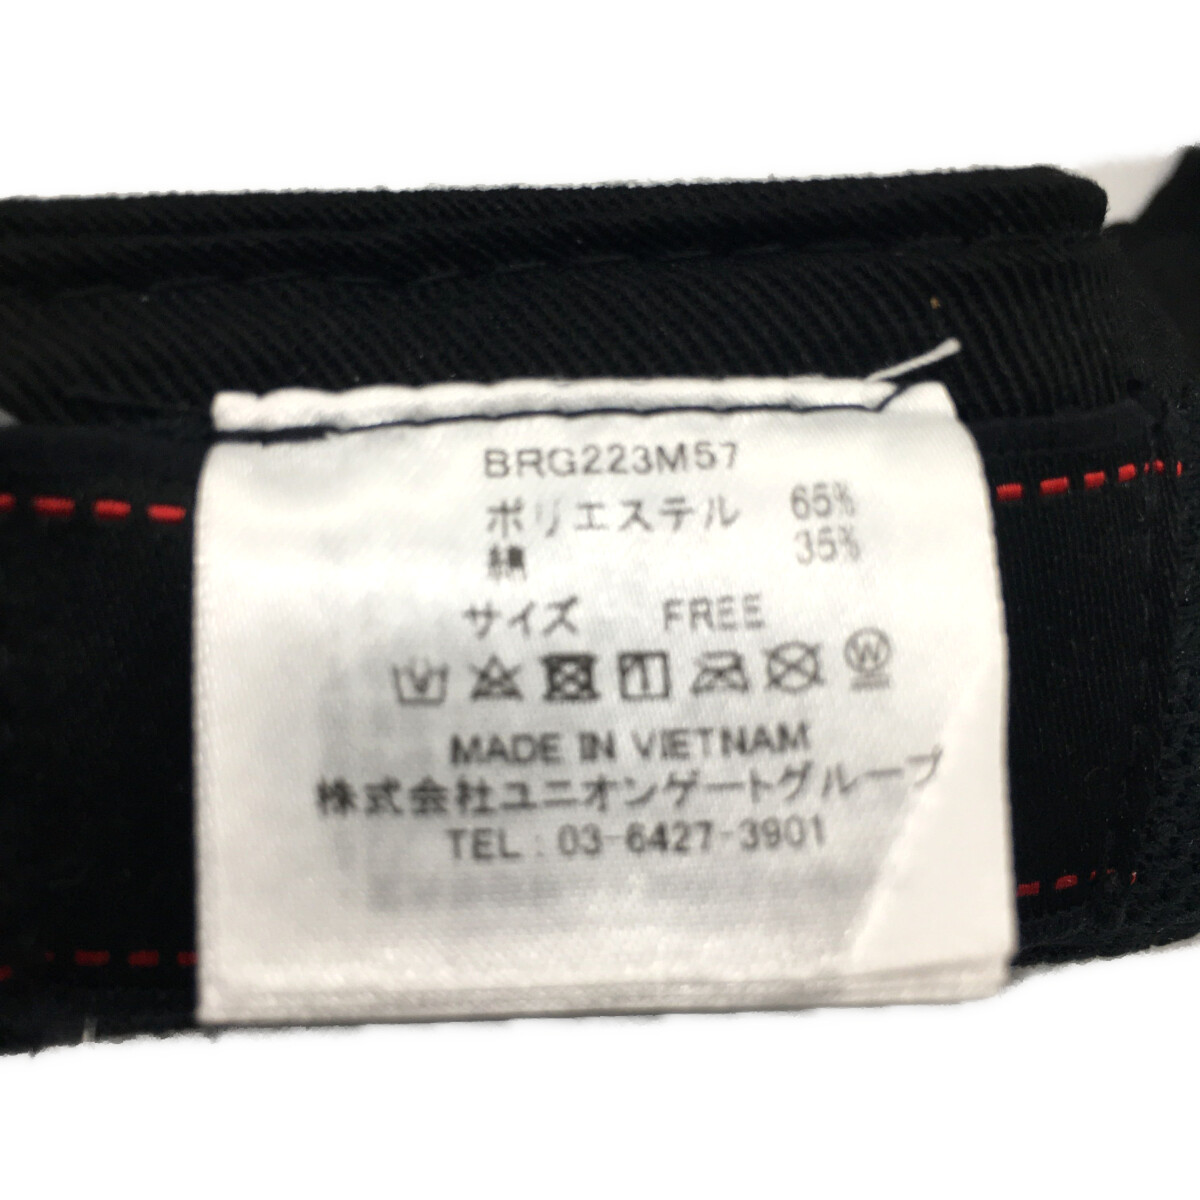 BRG223M57
ポリエステル 65%
綿 35%
サイズ FREE
W
MADE IN VIETNAM
株式会社ユニオンゲートグループ
TEL : 03-6427-3901